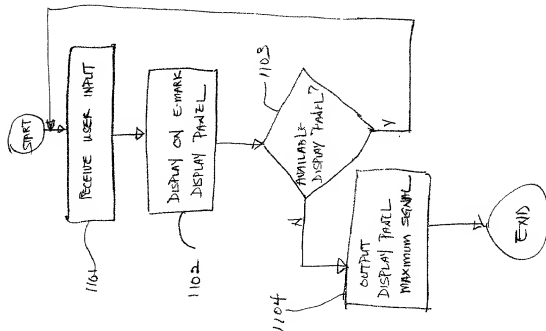 START
RECEIVE USER INPUT
1101
DISPLAY ON E-MARK
DISPLAY PANEL
1102
AVAILABLE
DISPLAY PANEL?
1103
Y
N
OUTPUT
DISPLAY PANEL
MAXIMUM SIGNAL
1104
END